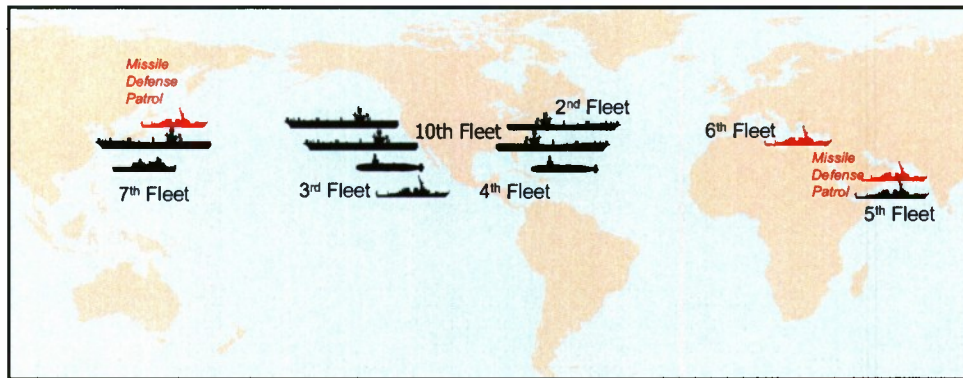 Missile
Defense
Patrol
7th Fleet
3rd Fleet
10th Fleet
2nd Fleet
4th Fleet
6th Fleet
Missile
Defense
Patrol
5th Fleet